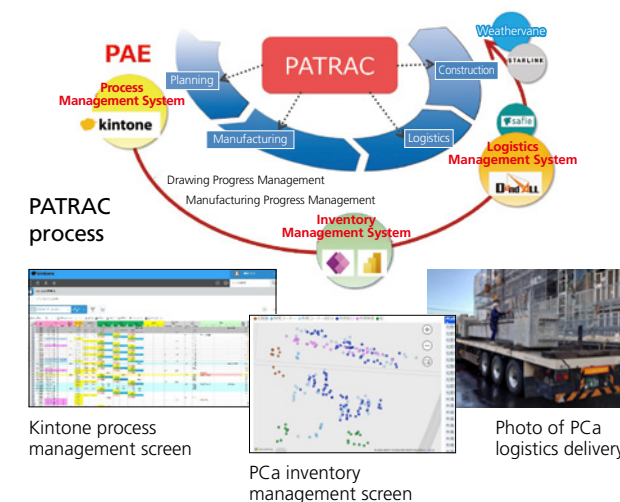 Weathervane
STARLINK
PAE
PATRAC
Construction
Planning
Process
Management System
kintone
Manufacturing
Logistics
safie
Logistics
Management System
Drawing Progress Management
Manufacturing Progress Management
PATRAC
process
Inventory
Management System
kintone
Kintone process
management screen
PCa inventory
management screen
Photo of PCa
logistics delivery